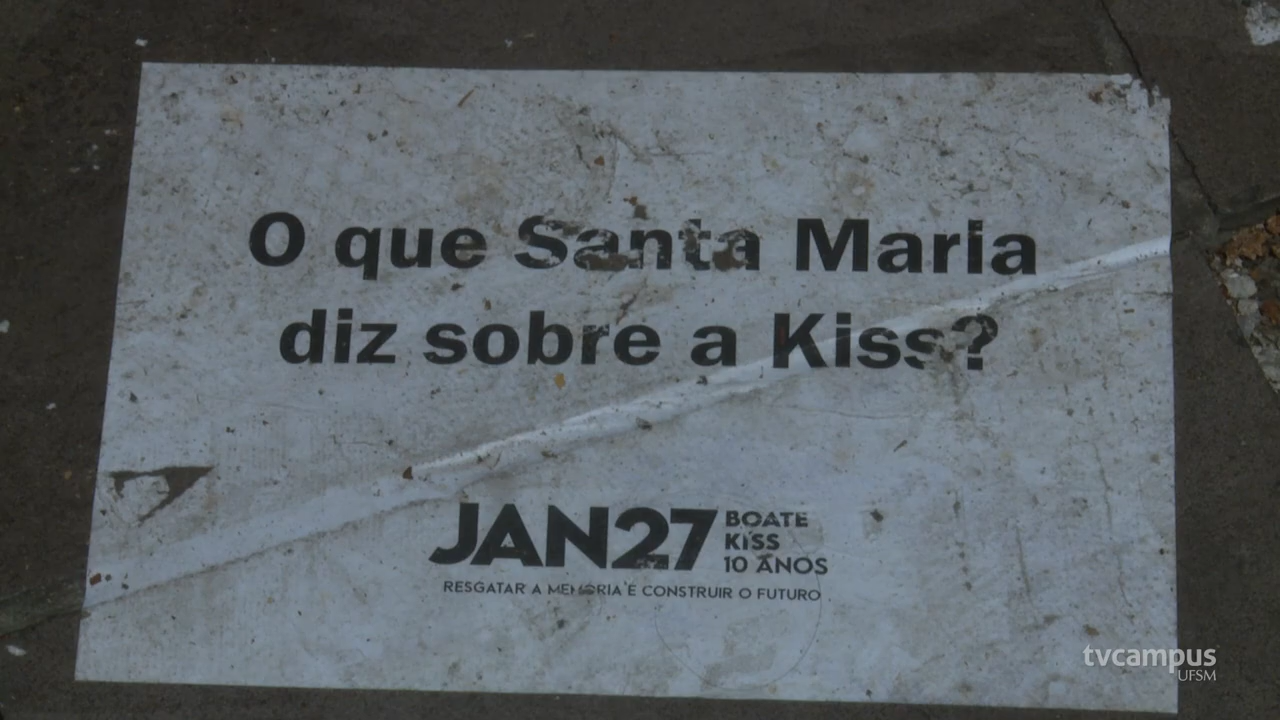 O que Santa Maria
diz sobre a Kiss?
JAN27
BOATE
KISS
10 ANOS
RESGATAR A MEMÓRIA E CONSTRUIR O FUTURO
tvcampus
UFSM